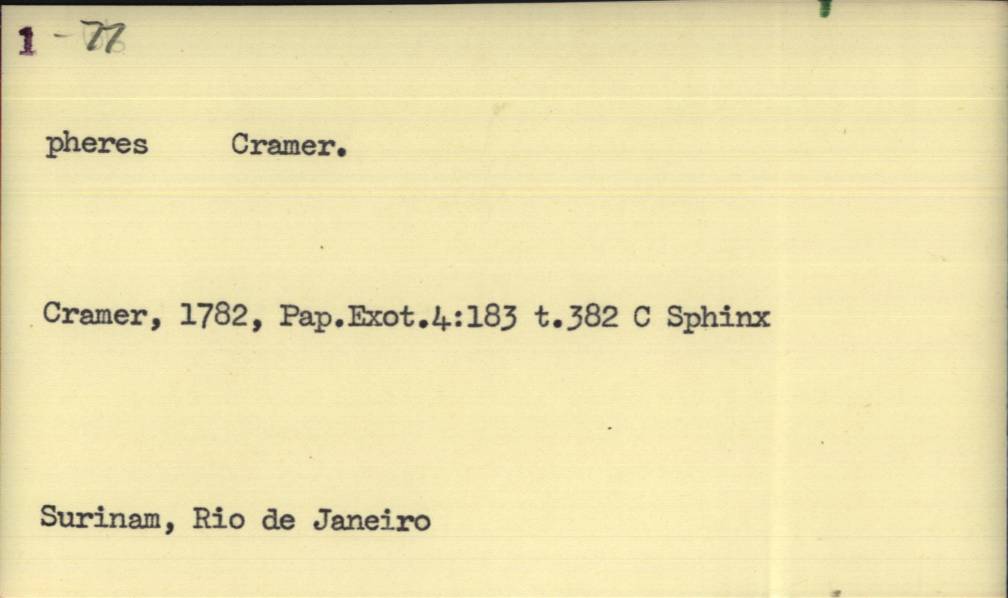 1 - 77
pheres Cramer.
Cramer, 1782, Pap.Exot.4:183 t.382 C Sphinx
Surinam, Rio de Janeiro